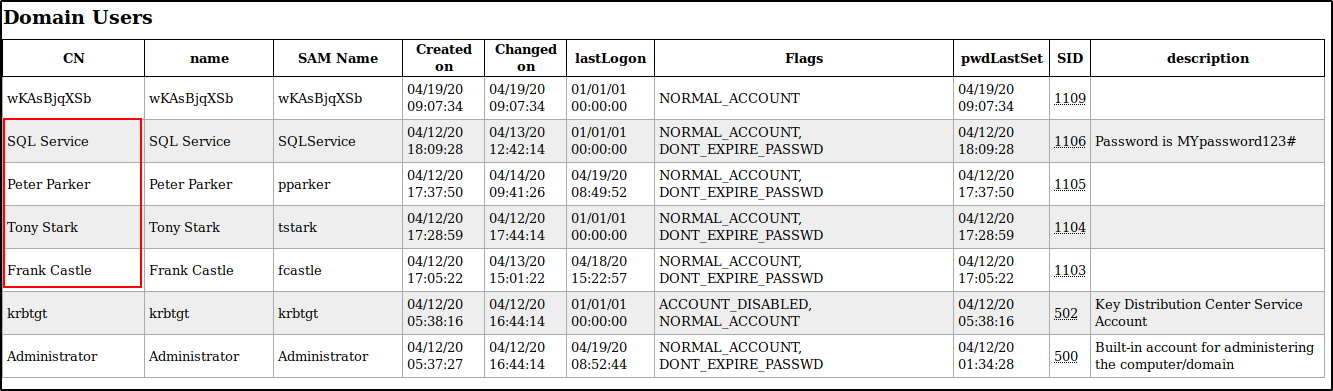 Domain Users
CN name SAM Name Created on Changed on lastLogon Flags pwdLastSet SID description
wKAsBjqXSb wKAsBjqXSb wKAsBjqXSb 04/19/20 09:07:34 04/19/20 09:07:34 01/01/01 00:00:00 NORMAL_ACCOUNT 04/19/20 09:07:34 1109
SQL Service SQL Service SQLService 04/12/20 18:09:28 04/13/20 12:42:14 01/01/01 00:00:00 NORMAL_ACCOUNT, DONT_EXPIRE_PASSWD 04/12/20 18:09:28 1106 Password is MYpassword123#
Peter Parker Peter Parker pparker 04/12/20 17:37:50 04/14/20 09:41:26 04/19/20 08:49:52 NORMAL_ACCOUNT, DONT_EXPIRE_PASSWD 04/12/20 17:37:50 1105
Tony Stark Tony Stark tstark 04/12/20 17:28:59 04/12/20 17:44:14 01/01/01 00:00:00 NORMAL_ACCOUNT, DONT_EXPIRE_PASSWD 04/12/20 17:28:59 1104
Frank Castle Frank Castle fcastle 04/12/20 17:05:22 04/13/20 15:01:22 04/18/20 15:22:57 NORMAL_ACCOUNT, DONT_EXPIRE_PASSWD 04/12/20 17:05:22 1103
krbtgt krbtgt krbtgt 04/12/20 05:38:16 04/12/20 16:44:14 01/01/01 00:00:00 ACCOUNT_DISABLED, NORMAL_ACCOUNT 04/12/20 05:38:16 502 Key Distribution Center Service Account
Administrator Administrator Administrator 04/12/20 05:37:27 04/12/20 16:44:14 04/19/20 08:52:44 NORMAL_ACCOUNT, DONT_EXPIRE_PASSWD 04/12/20 01:34:28 500 Built-in account for administering the computer/domain